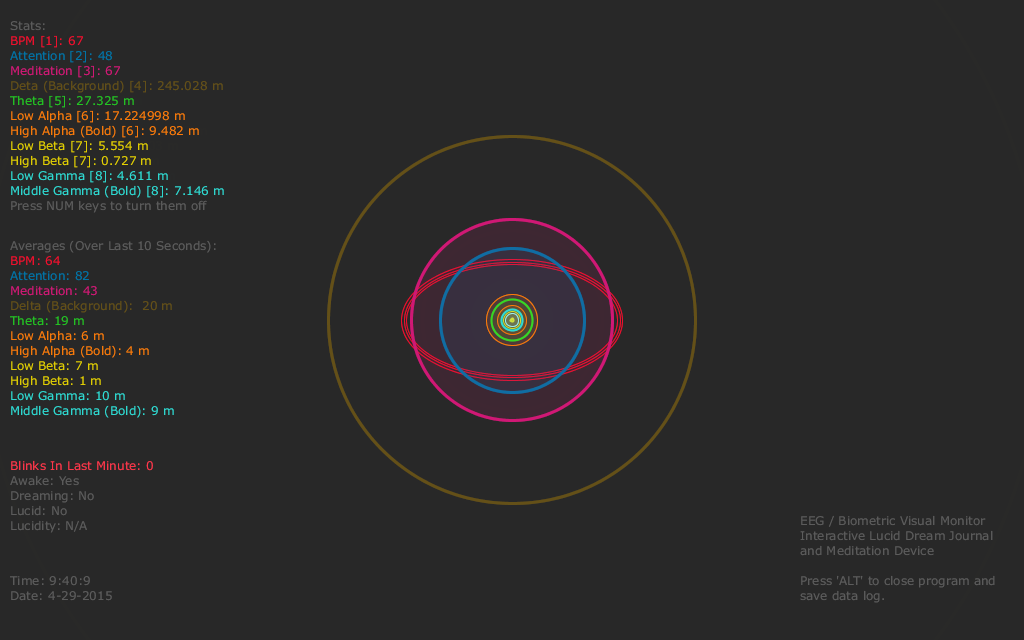 Stats:
BPM [1]: 67
Attention [2]: 48
Meditation [3]: 67
Deta (Background) [4]: 245.028 m
Theta [5]: 27.325 m
Low Alpha [6]: 17.224998 m
High Alpha (Bold) [6]: 9.482 m
Low Beta [7]: 5.554 m
High Beta [7]: 0.727 m
Low Gamma [8]: 4.611 m
Middle Gamma (Bold) [8]: 7.146 m
Press NUM keys to turn them off
Averages (Over Last 10 Seconds):
BPM: 64
Attention: 82
Meditation: 43
Delta (Background):  20 m
Theta: 19 m
Low Alpha: 6 m
High Alpha (Bold): 4 m
Low Beta: 7 m
High Beta: 1 m
Low Gamma: 10 m
Middle Gamma (Bold): 9 m
Blinks In Last Minute: 0
Awake: Yes
Dreaming: No
Lucid: No
Lucidity: N/A
Time: 9:40:9
Date: 4-29-2015
EEG / Biometric Visual Monitor
Interactive Lucid Dream Journal
and Meditation Device
Press 'ALT' to close program and
save data log.